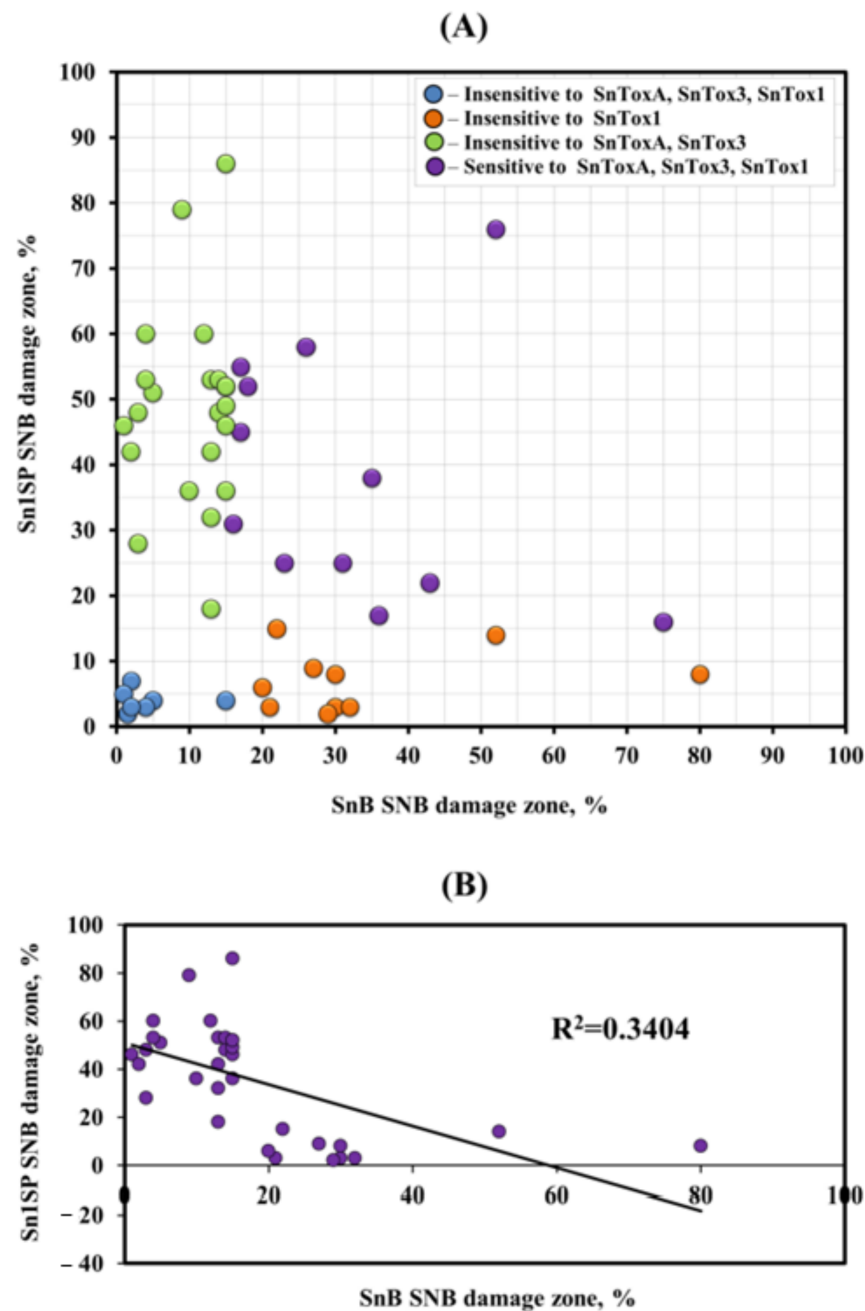 (A)
100
90
80
70
60
50
40
30
20
10
0
Sn1SP SNB damage zone, %
– Insensitive to SnToxA, SnTox3, SnTox1
– Insensitive to SnTox1
– Insensitive to SnToxA, SnTox3
– Sensitive to SnToxA, SnTox3, SnTox1
0 10 20 30 40 50 60 70 80 90 100
SnB SNB damage zone, %
(B)
100
80
60
40
20
0
– 20
– 40
Sn1SP SNB damage zone, %
R²=0.3404
0 20 40 60 80 100
SnB SNB damage zone, %